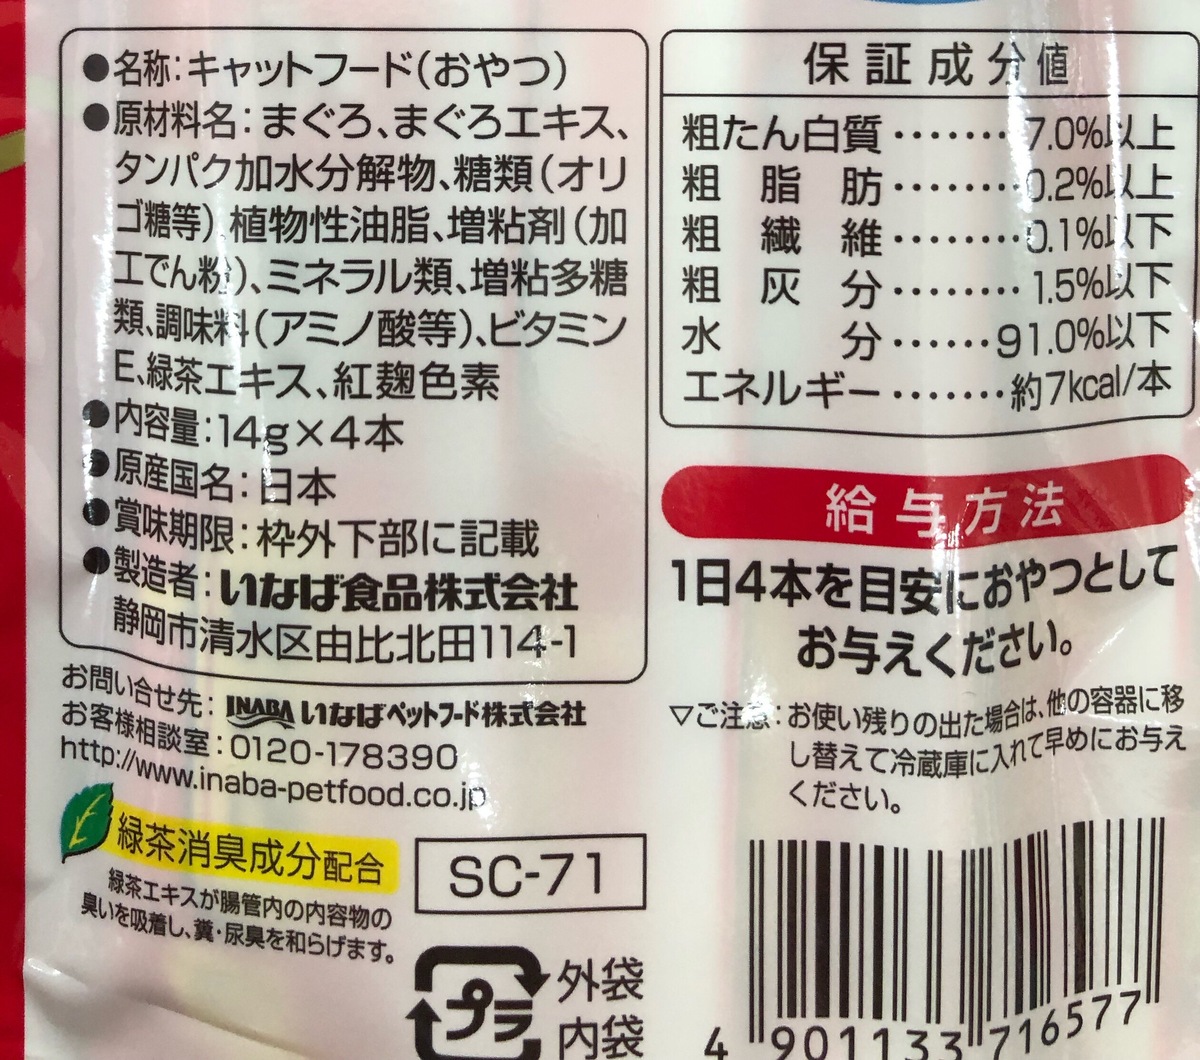 ●名称：キャットフード（おやつ）
●原材料名：まぐろ、まぐろエキス、
タンパク加水分解物、糖類（オリ
ゴ糖等）、植物性油脂、増粘剤（加
工でん粉）、ミネラル類、増粘多糖
類、調味料（アミノ酸等）、ビタミン
E、緑茶エキス、紅麹色素
●内容量：14g×4本
●原産国名：日本
●賞味期限：枠外下部に記載
●製造者：いなば食品株式会社
静岡市清水区由比北田114-1
お問い合せ先：INABA いなばペットフード株式会社
お客様相談室：0120-178390
http://www.inaba-petfood.co.jp
緑茶消臭成分配合
緑茶エキスが腸管内の内容物の
臭いを吸着し、糞・尿臭を和らげます。
SC-71
プラ
外袋
内袋
保証成分値
粗たん白質………7.0%以上
粗脂肪………0.2%以上
粗繊維………0.1%以下
粗灰分………1.5%以下
水分……91.0%以下
エネルギー……約7kcal/本
給与方法
1日4本を目安におやつとして
お与えください。
▽ご注意：お使い残りの出た場合は、他の容器に移
し替えて冷蔵庫に入れて早めにお与え
ください。
4 901133 716577